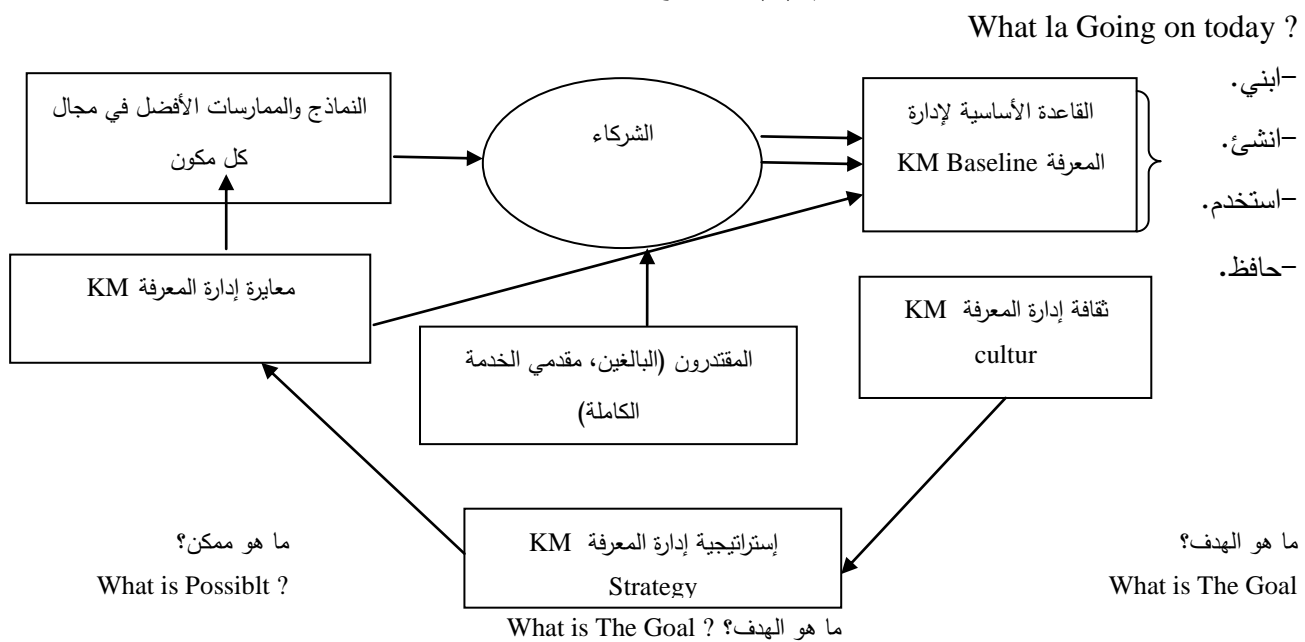 What la Going on today ?
-ابني.
-انشئ.
-استخدم.
-حافظ.
القاعدة الأساسية لإدارة
المعرفة KM Baseline
الشركاء
النماذج والممارسات الأفضل في مجال
كل مكون
معايرة إدارة المعرفة KM
ثقافة إدارة المعرفة KM
cultur
المقتدرون (البالغين، مقدمي الخدمة
الكاملة)
إستراتيجية إدارة المعرفة KM
Strategy
ما هو الهدف؟
What is The Goal
ما هو ممكن؟
What is Possiblt ?
ما هو الهدف؟ What is The Goal ?